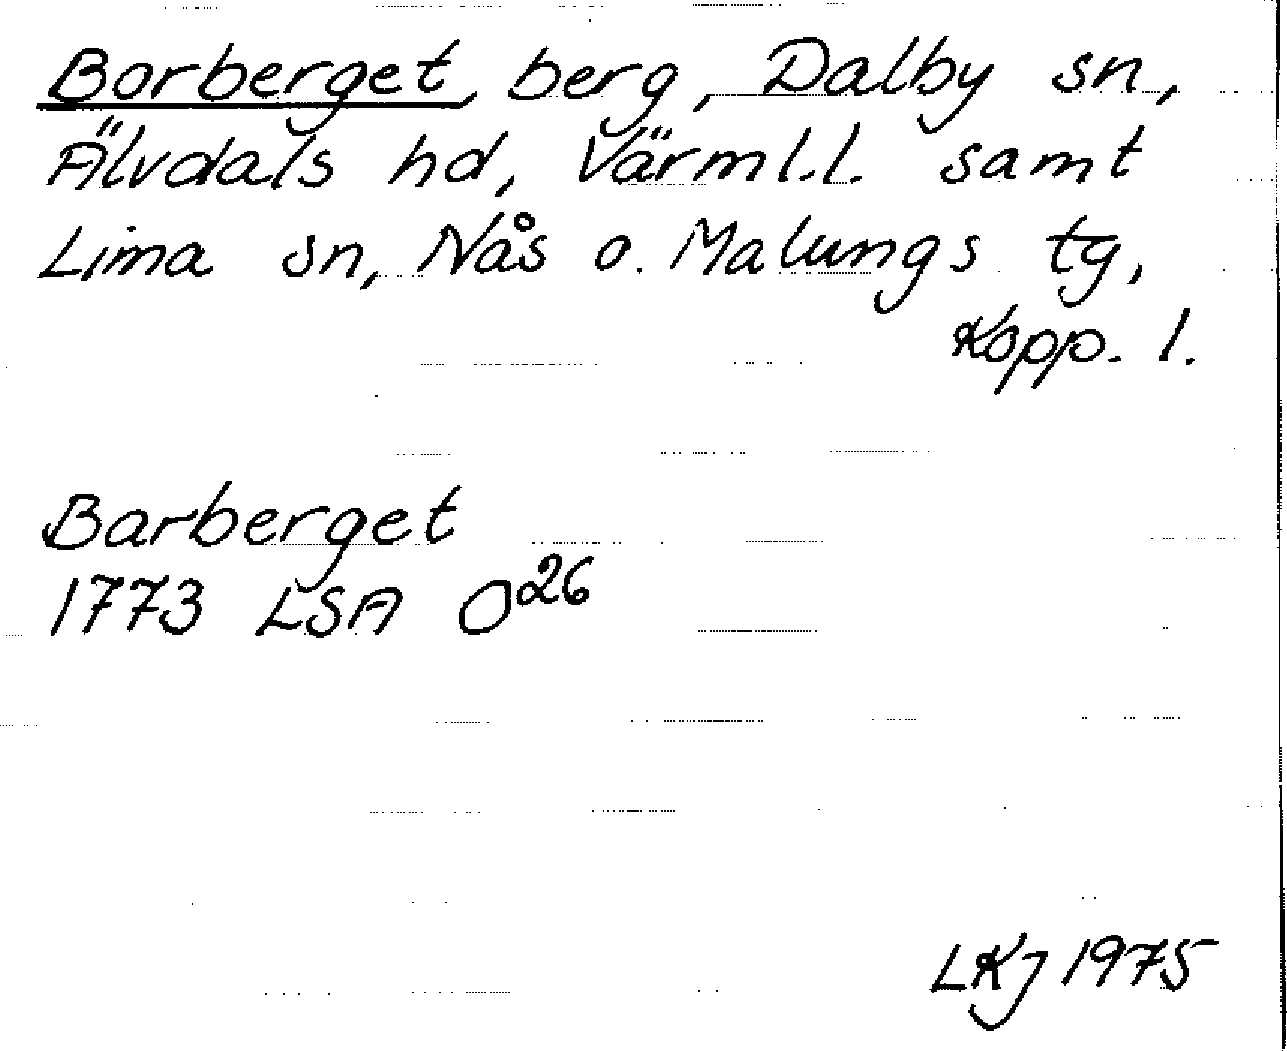 Borberget, berg, Dalby sn,
Älvdals hd, Värml.l. samt
Lima sn, Nås o. Malungs tg,
Kopp. l.
Barberget
1773 LSA O²⁶
LKJ 1975